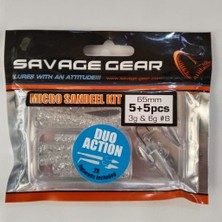 SAVAGE GEAR
LURES WITH AN ATTITUDE!!!
MICRO SANDEEL KIT
65mm
5+5pcs
3g & 6g #8
DUO
ACTION